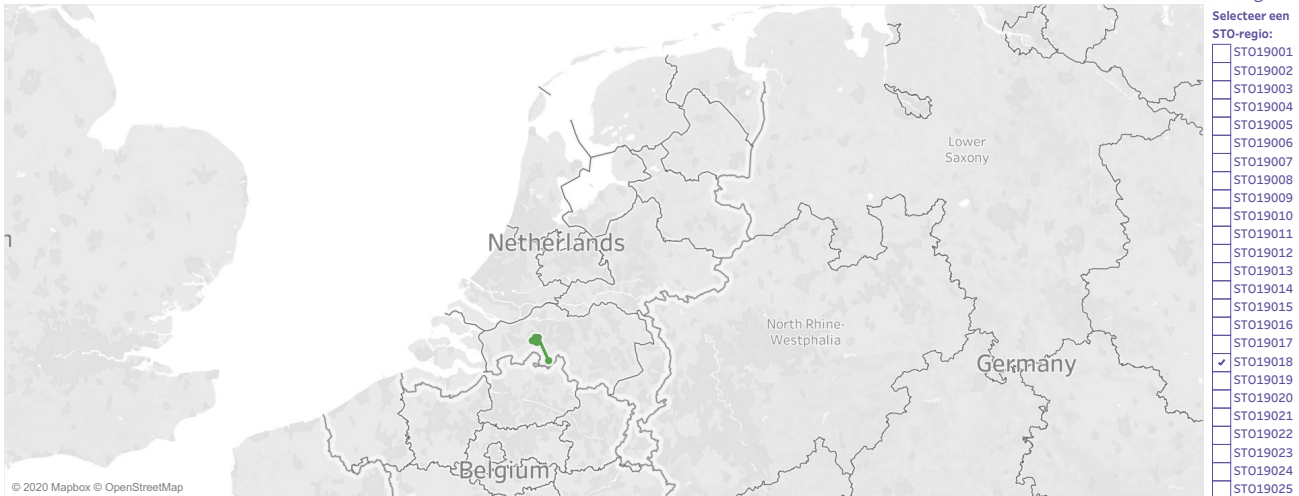 Selecteer een
STO-regio:
STO19001
STO19002
STO19003
STO19004
STO19005
STO19006
STO19007
STO19008
STO19009
STO19010
STO19011
STO19012
STO19013
STO19014
STO19015
STO19016
STO19017
STO19018
STO19019
STO19020
STO19021
STO19022
STO19023
STO19024
STO19025
Lower
Saxony
Netherlands
North Rhine-
Westphalia
Germany
Belgium
© 2020 Mapbox © OpenStreetMap